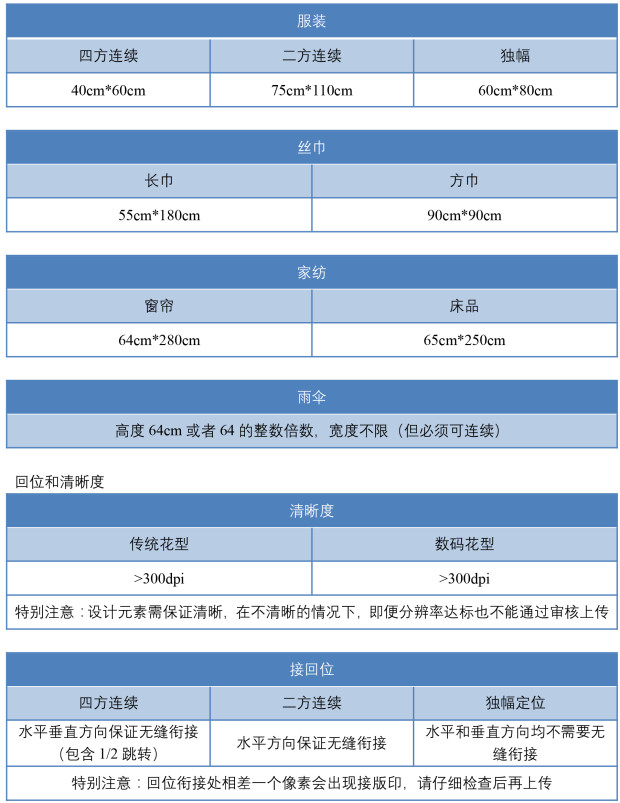 服装
四方连续 二方连续 独幅
40cm*60cm 75cm*110cm 60cm*80cm
丝巾
长巾 方巾
55cm*180cm 90cm*90cm
家纺
窗帘 床品
64cm*280cm 65cm*250cm
雨伞
高度 64cm 或者 64 的整数倍数，宽度不限（但必须可连续）
回位和清晰度
清晰度
传统花型 数码花型
>300dpi >300dpi
特别注意：设计元素需保证清晰，在不清晰的情况下，即便分辨率达标也不能通过审核上传
接回位
四方连续 二方连续 独幅定位
水平垂直方向保证无缝衔接
（包含 1/2 跳转）
水平方向保证无缝衔接
水平和垂直方向均不需要无
缝衔接
特别注意：回位衔接处相差一个像素会出现接版印，请仔细检查后再上传